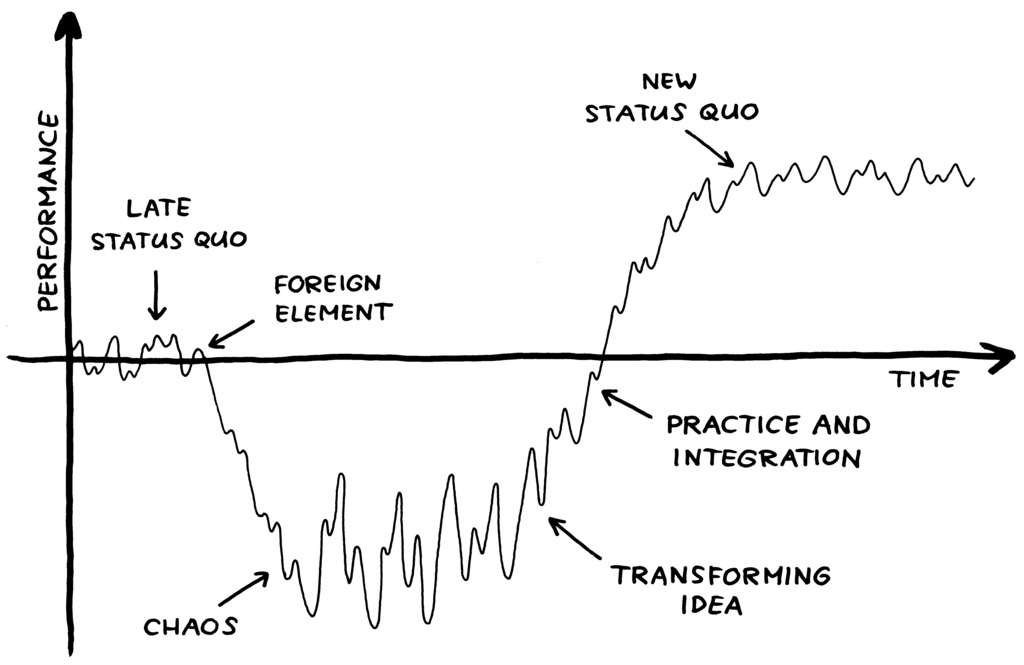 PERFORMANCE
LATE
STATUS QUO
FOREIGN
ELEMENT
CHAOS
TRANSFORMING
IDEA
PRACTICE AND
INTEGRATION
NEW
STATUS QUO
TIME